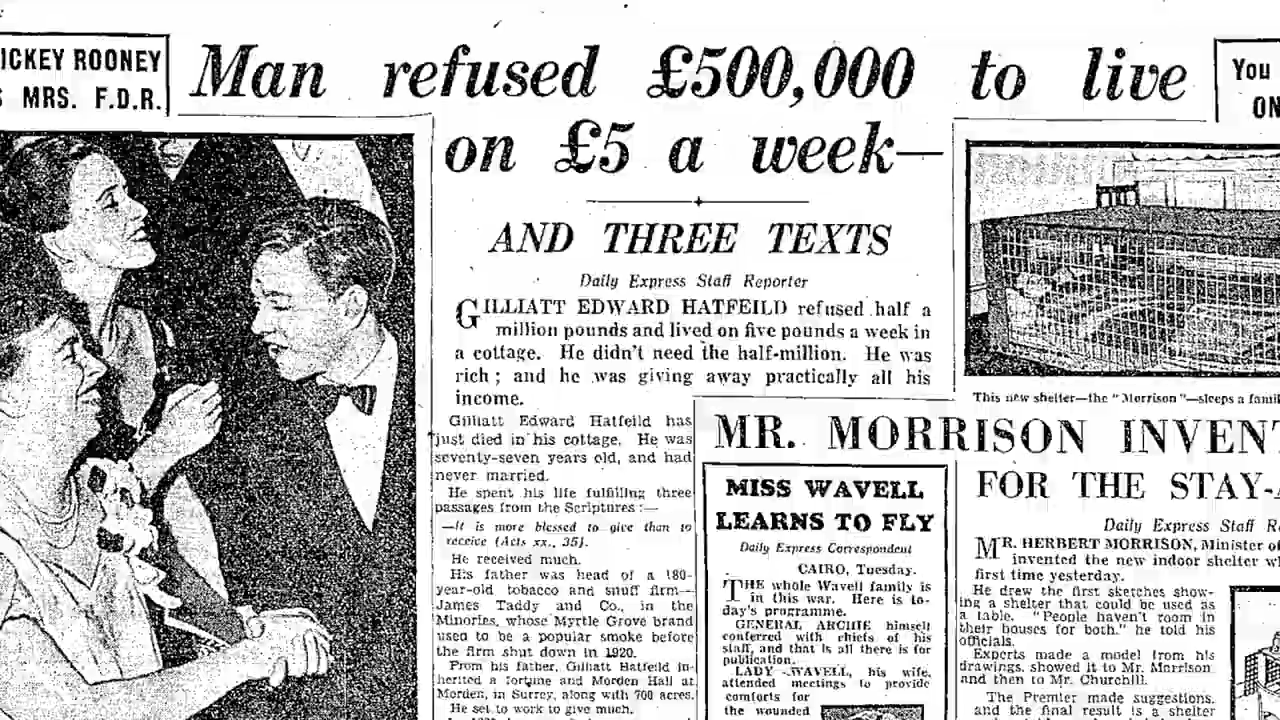 ICKEY ROONEY
MRS. F.D.R.
Man refused £500,000 to live
on £5 a week—
AND THREE TEXTS
Daily Express Staff Reporter
GILLIATT EDWARD HATFEILD refused half a
million pounds and lived on five pounds a week in
a cottage. He didn't need the half-million. He was
rich; and he was giving away practically all his
income.
Gilliatt Edward Hatfeild has
just died in his cottage. He was
seventy-seven years old, and had
never married.
He spent his life fulfilling three
passages from the Scriptures:—
—It is more blessed to give than to
receive (Acts xx., 35).
He received much.
His father was head of a 180-
year-old tobacco and snuff firm—
James Taddy and Co., in the
Minories, whose Myrtle Grove brand
used to be a popular smoke before
the firm shut down in 1920.
From his father, Gilliatt Hatfeild in-
herited a fortune and Morden Hall at
Morden, in Surrey, along with 700 acres.
He set to work to give much.
You
ON
This new shelter—the "Morrison"—sleeps a famil
MR. MORRISON INVENT
FOR THE STAY-
Daily Express Staff R
MR. HERBERT MORRISON, Minister of
invented the new indoor shelter wh
first time yesterday.
He drew the first sketches show-
ing a shelter that could be used as
a table. "People haven't room in
their houses for both," he told his
officials.
Experts made a model from his
drawings, showed it to Mr. Morrison
and then to Mr. Churchill.
The Premier made suggestions,
and the final result is a shelter
MISS WAVELL
LEARNS TO FLY
Daily Express Correspondent
CAIRO, Tuesday.
THE whole Wavell family is
in this war. Here is to-
day's programme.
GENERAL ARCHIE himself
conferred with chiefs of his
staff, and that is all there is for
publication.
LADY WAVELL, his wife,
attended meetings to provide
comforts for
the wounded